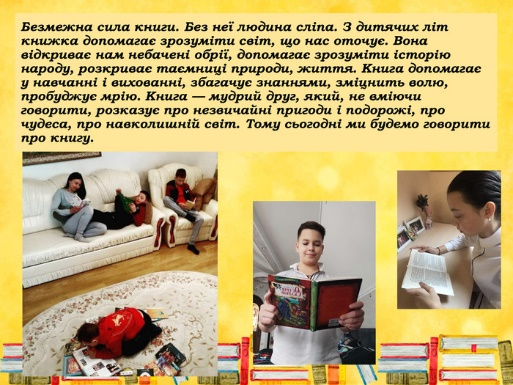 Безмежна сила книги. Без неї людина сліпа. З дитячих літ
книжка допомагає зрозуміти світ, що нас оточує. Вона
відкриває нам небачені обрії, допомагає зрозуміти історію
народу, розкриває таємниці природи, життя. Книга допомагає
у навчанні і вихованні, збагачує знаннями, зміцнить волю,
пробуджує мрію. Книга — мудрий друг, який, не вміючи
говорити, розказує про незвичайні пригоди і подорожі, про
чудеса, про навколишній світ. Тому сьогодні ми будемо говорити
про книгу.